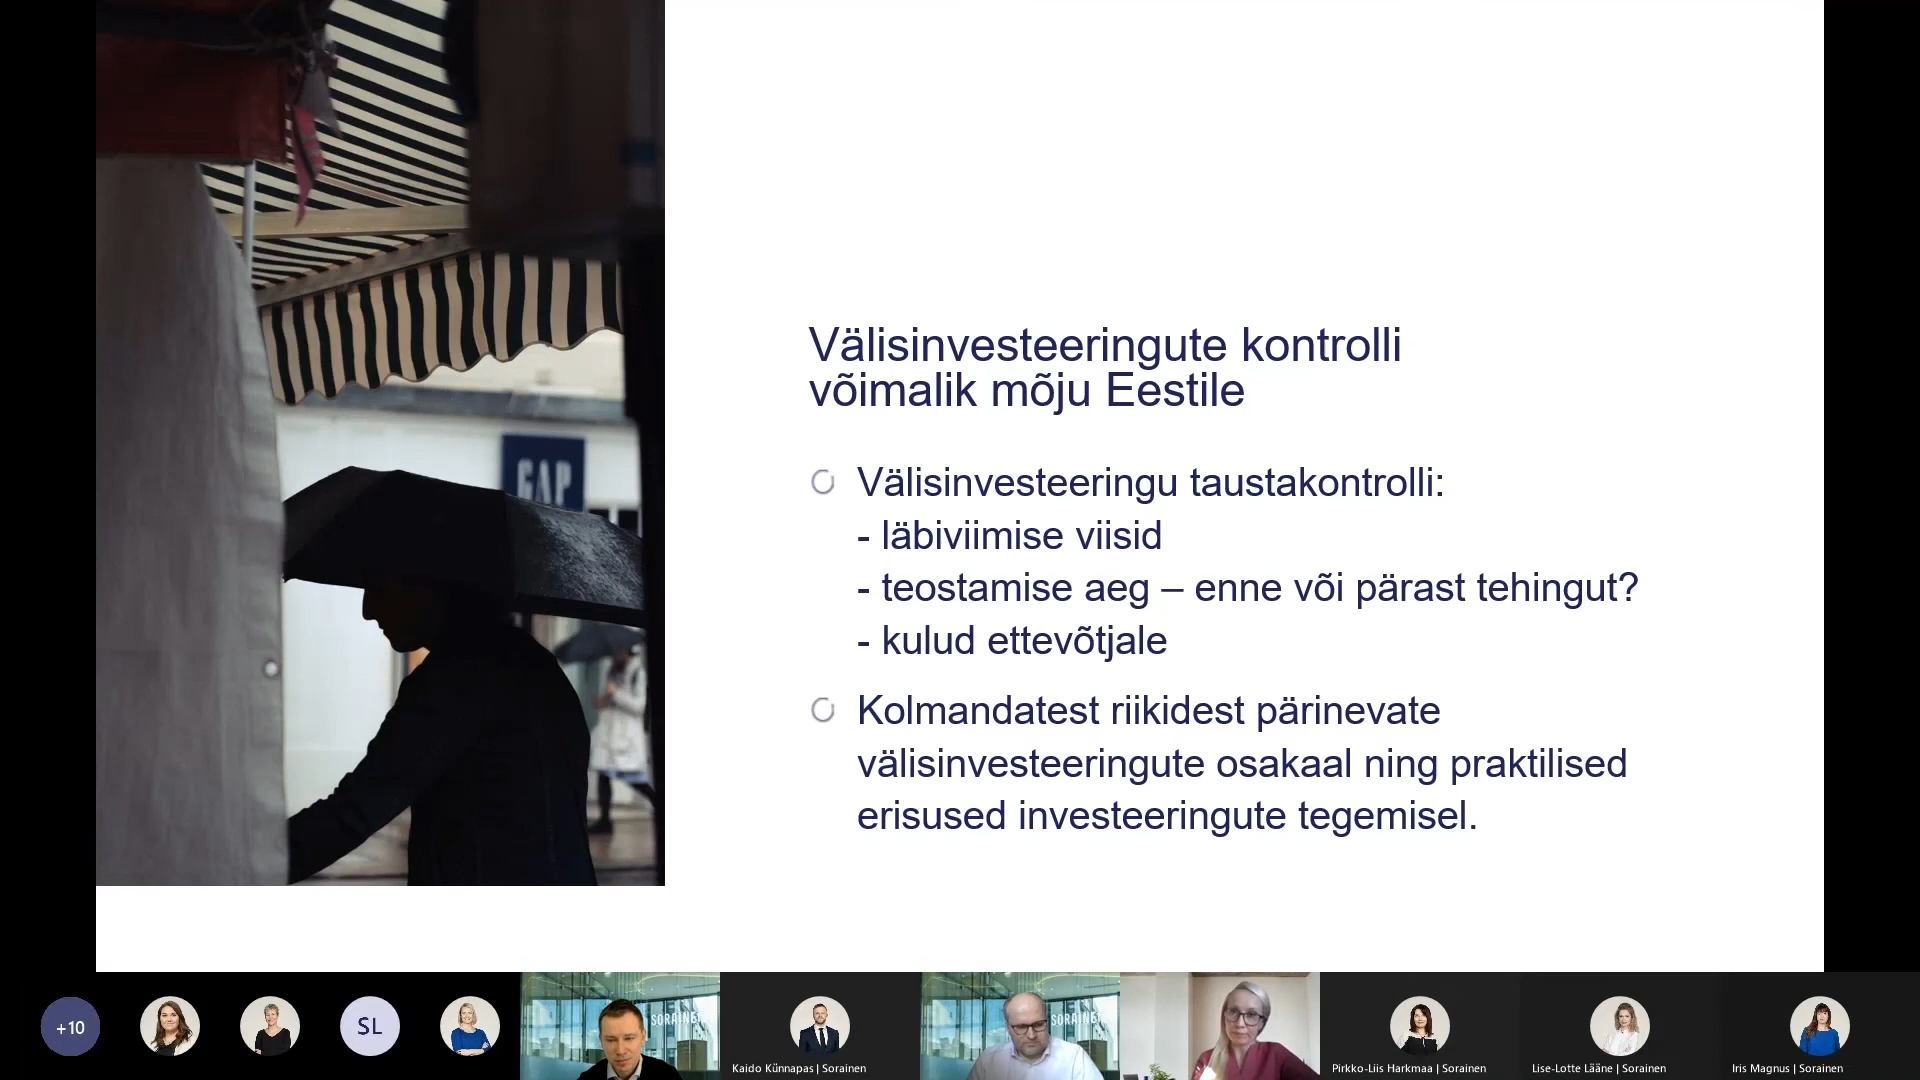 GAP
Välisinvesteeringute kontrolli
võimalik mõju Eestile
Välisinvesteeringu taustakontrolli:
- läbiviimise viisid
- teostamise aeg – enne või pärast tehingut?
- kulud ettevõtjale
Kolmandatest riikidest pärinevate
välisinvesteeringute osakaal ning praktilised
erisused investeeringute tegemisel.
+10
SL
SORAINEN
Kaido Künnapas | Sorainen
SORAINEN
Pirkko-Liis Harkmaa | Sorainen
Lise-Lotte Lääne | Sorainen
Iris Magnus | Sorainen